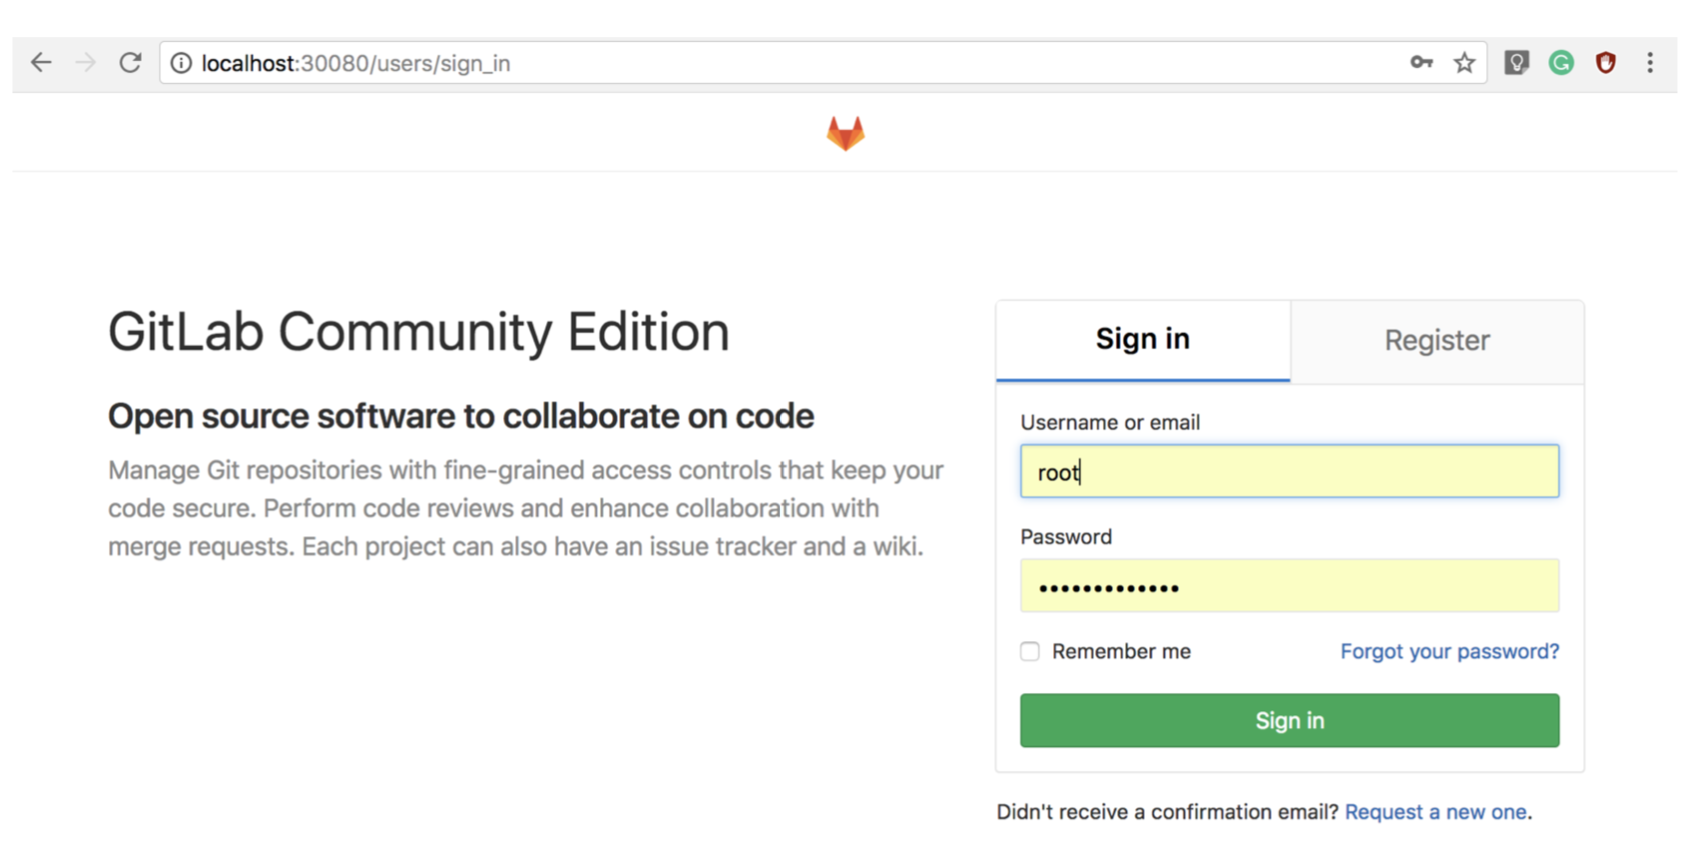 localhost:30080/users/sign_in
GitLab Community Edition
Open source software to collaborate on code
Manage Git repositories with fine-grained access controls that keep your
code secure. Perform code reviews and enhance collaboration with
merge requests. Each project can also have an issue tracker and a wiki.
Sign in
Register
Username or email
root
Password
•••••••••••••
Remember me
Forgot your password?
Sign in
Didn't receive a confirmation email? Request a new one.